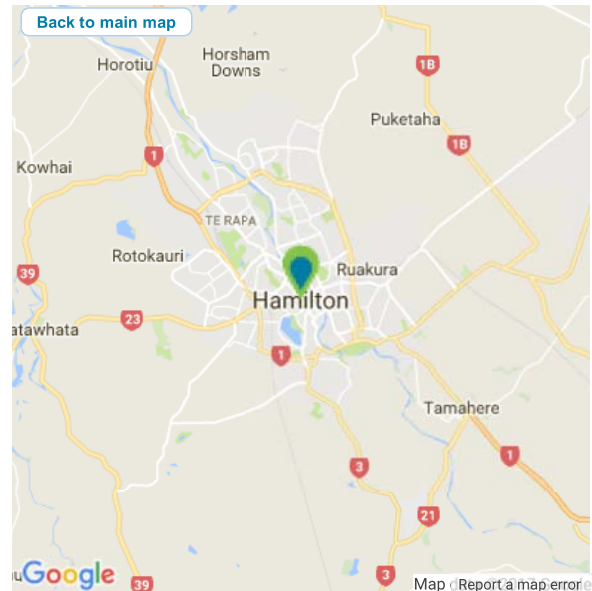 Back to main map
Horsham
Downs
Horotiu
1B
Puketaha
1B
1
Kowhai
TE RAPA
Rotokauri
Ruakura
39
Hamilton
23
atawhata
1
Tamahere
1
3
21
3
39
Google
Map
Report a map error